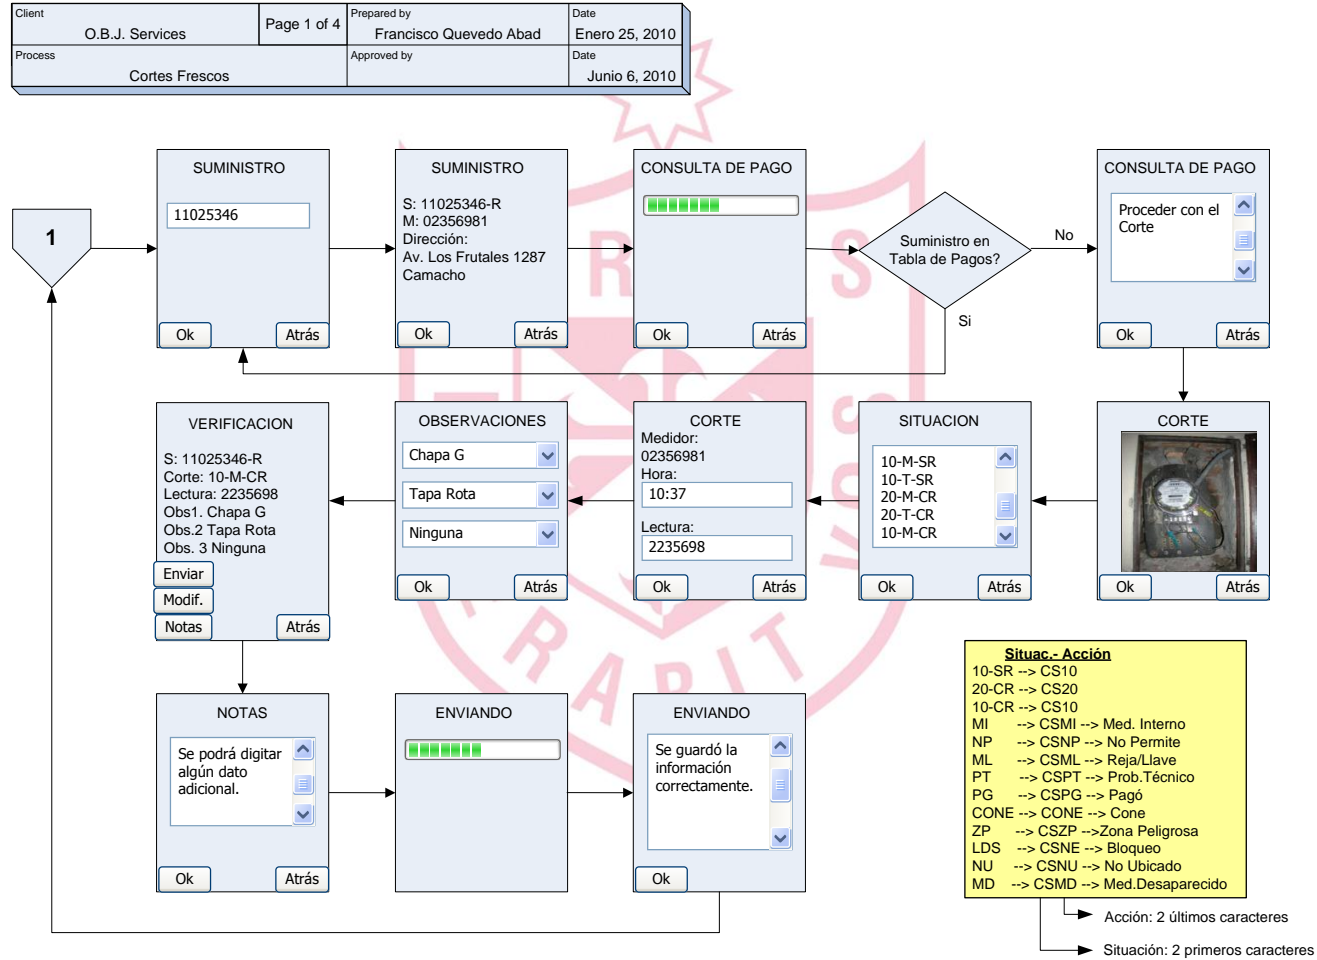 Client
O.B.J. Services
Page 1 of 4
Prepared by
Francisco Quevedo Abad
Date
Enero 25, 2010
Process
Cortes Frescos
Approved by
Date
Junio 6, 2010
1
SUMINISTRO
11025346
Ok
Atrás
SUMINISTRO
S: 11025346-R
M: 02356981
Dirección:
Av. Los Frutales 1287
Camacho
Ok
Atrás
CONSULTA DE PAGO
Ok
Atrás
Suministro en
Tabla de Pagos?
No
Si
CONSULTA DE PAGO
Proceder con el
Corte
Ok
Atrás
VERIFICACION
S: 11025346-R
Corte: 10-M-CR
Lectura: 2235698
Obs1. Chapa G
Obs.2 Tapa Rota
Obs. 3 Ninguna
Enviar
Modif.
Notas
Atrás
OBSERVACIONES
Chapa G
Tapa Rota
Ninguna
Ok
Atrás
CORTE
Medidor:
02356981
Hora:
10:37
Lectura:
2235698
Ok
Atrás
SITUACION
10-M-SR
10-T-SR
20-M-CR
20-T-CR
10-M-CR
Ok
Atrás
CORTE
Ok
Atrás
NOTAS
Se podrá digitar
algún dato
adicional.
Ok
Atrás
ENVIANDO
ENVIANDO
Se guardó la
información
correctamente.
Ok
Situac.- Acción
10-SR --> CS10
20-CR --> CS20
10-CR --> CS10
MI --> CSMI --> Med. Interno
NP --> CSNP --> No Permite
ML --> CSML --> Reja/Llave
PT --> CSPT --> Prob.Técnico
PG --> CSPG --> Pagó
CONE --> CONE --> Cone
ZP --> CSZP -->Zona Peligrosa
LDS --> CSNE --> Bloqueo
NU --> CSNU --> No Ubicado
MD --> CSMD --> Med.Desaparecido
Acción: 2 últimos caracteres
Situación: 2 primeros caracteres